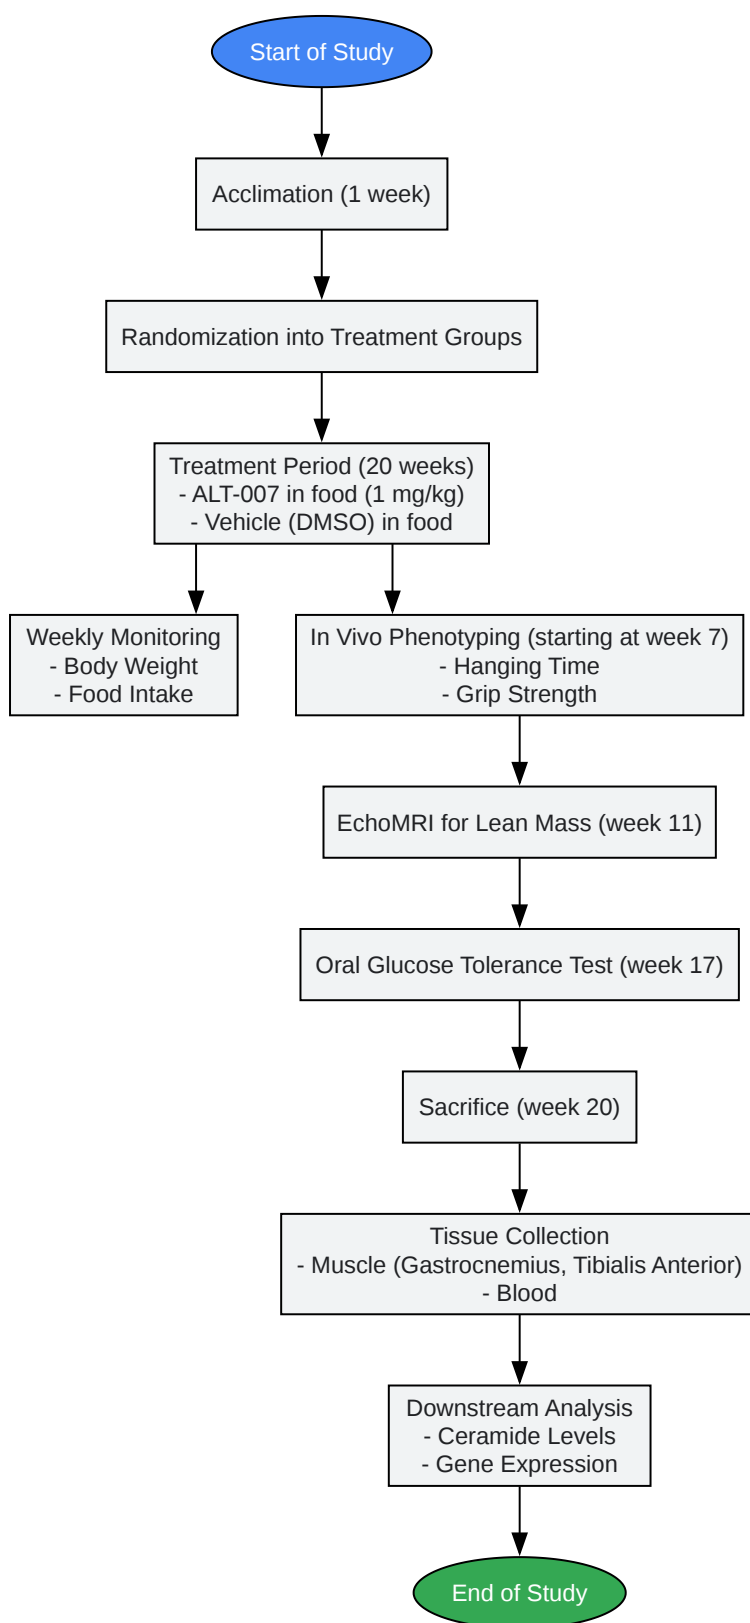 Start of Study
Acclimation (1 week)
Randomization into Treatment Groups
Treatment Period (20 weeks)
- ALT-007 in food (1 mg/kg)
- Vehicle (DMSO) in food
Weekly Monitoring
- Body Weight
- Food Intake
In Vivo Phenotyping (starting at week 7)
- Hanging Time
- Grip Strength
EchoMRI for Lean Mass (week 11)
Oral Glucose Tolerance Test (week 17)
Sacrifice (week 20)
Tissue Collection
- Muscle (Gastrocnemius, Tibialis Anterior)
- Blood
Downstream Analysis
- Ceramide Levels
- Gene Expression
End of Study